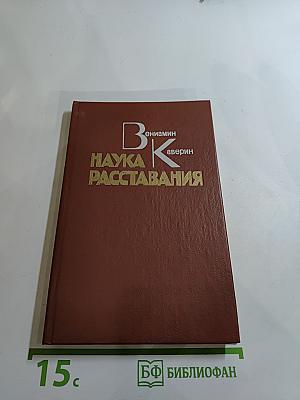 Вениамин
Каверин
НАУКА
РАССТАВАНИЯ
15с
БФ БИБЛИОФАН